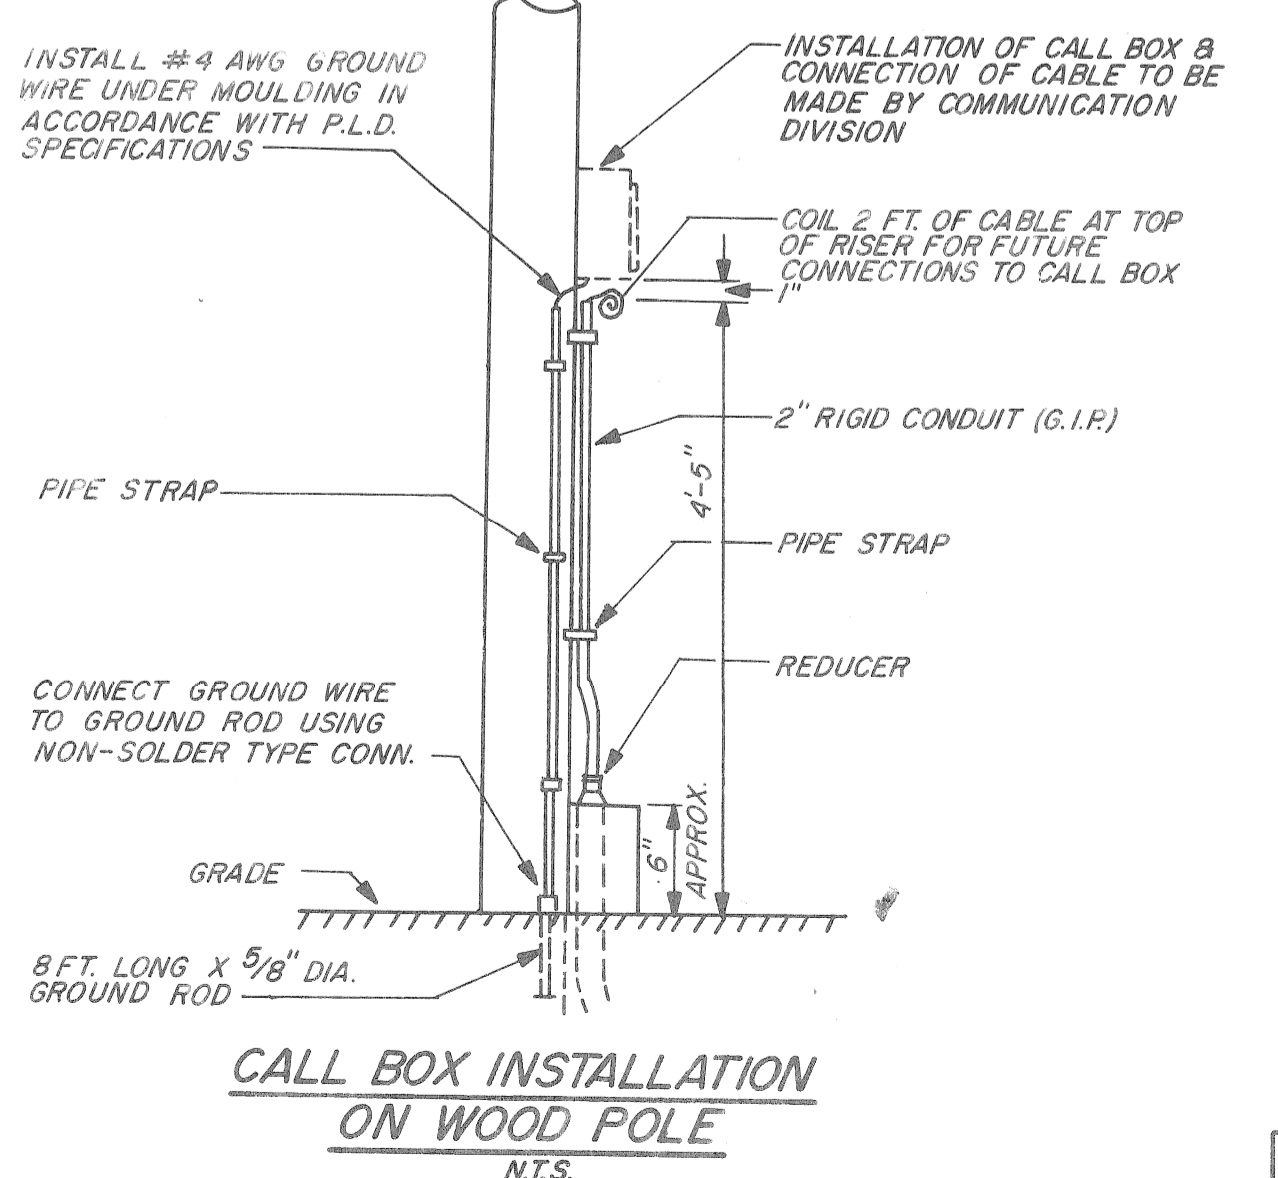 INSTALL #4 AWG GROUND
WIRE UNDER MOULDING IN
ACCORDANCE WITH P.L.D.
SPECIFICATIONS
INSTALLATION OF CALL BOX &
CONNECTION OF CABLE TO BE
MADE BY COMMUNICATION
DIVISION
COIL 2 FT. OF CABLE AT TOP
OF RISER FOR FUTURE
CONNECTIONS TO CALL BOX
1"
2" RIGID CONDUIT (G.I.P.)
4'-5"
PIPE STRAP
PIPE STRAP
REDUCER
CONNECT GROUND WIRE
TO GROUND ROD USING
NON-SOLDER TYPE CONN.
6"
APPROX.
GRADE
8 FT. LONG X 5/8" DIA.
GROUND ROD
CALL BOX INSTALLATION
ON WOOD POLE
N.T.S.